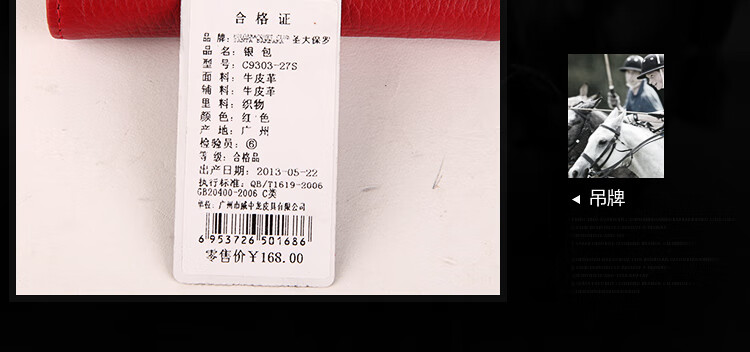 合格证
品 牌: SANTA BARBARA 圣大保罗
品 名: 银 包
型 号: C9303-27S
面 料: 牛皮革
辅 料: 牛皮革
里 料: 织物
颜 色: 红 色
产 地: 广 州
检验员: ⑥
等 级: 合格品
出产日期: 2013-05-22
执行标准: QB/T1619-2006
GB20400-2006 C类
单位: 广州市威中龙皮具有限公司
6 953726 501686
零售价¥168.00
◀ 吊牌